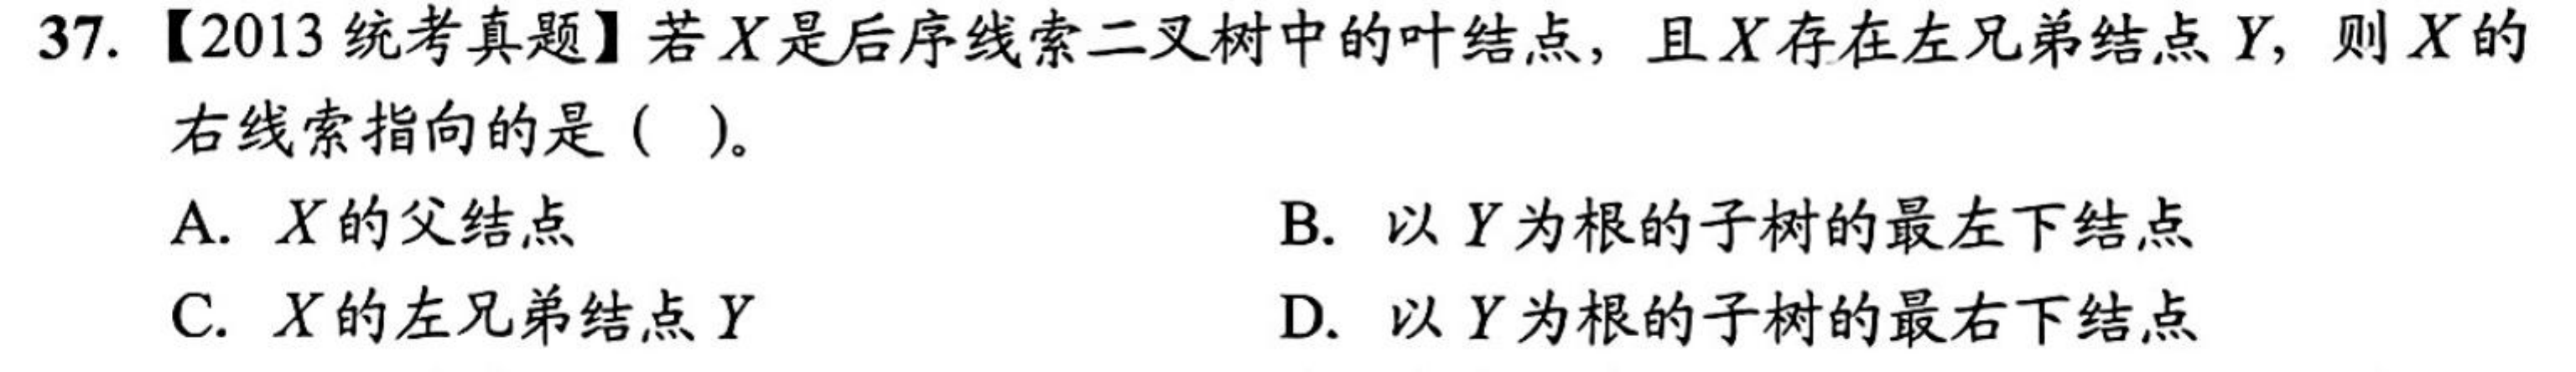 37. 【2013 统考真题】若 X 是后序线索二叉树中的叶结点，且 X 存在左兄弟结点 Y，则 X 的
右线索指向的是（ ）。
A. X 的父结点 B. 以 Y 为根的子树的最左下结点
C. X 的左兄弟结点 Y D. 以 Y 为根的子树的最右下结点